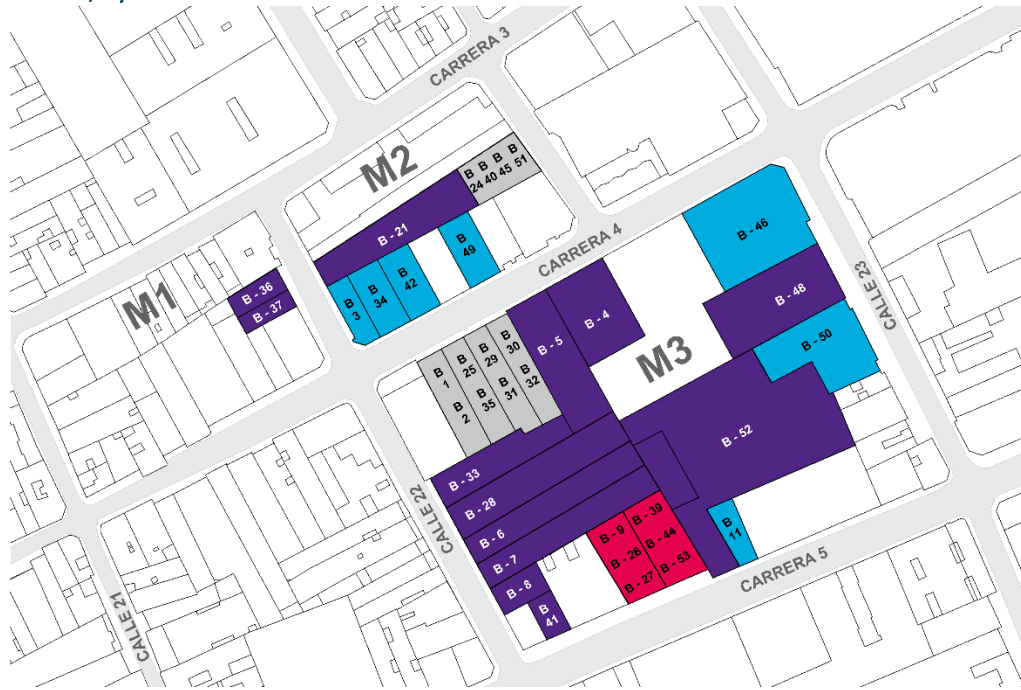 CARRERA 3
M2
B
24
B
40
B
45
B
51
B - 21
B
49
B
42
B
34
B
3
CARRERA 4
M1
B - 36
B - 37
B - 46
B - 48
B - 50
CALLE 23
B - 4
B - 5
M3
B
30
B
29
B
25
B
1
B
32
B
31
B
35
B
2
B - 52
B - 33
B - 28
B - 6
B - 7
B - 8
B
41
B - 9
B - 39
B - 26
B - 44
B - 27
B - 53
B
11
CALLE 22
CARRERA 5
CALLE 21